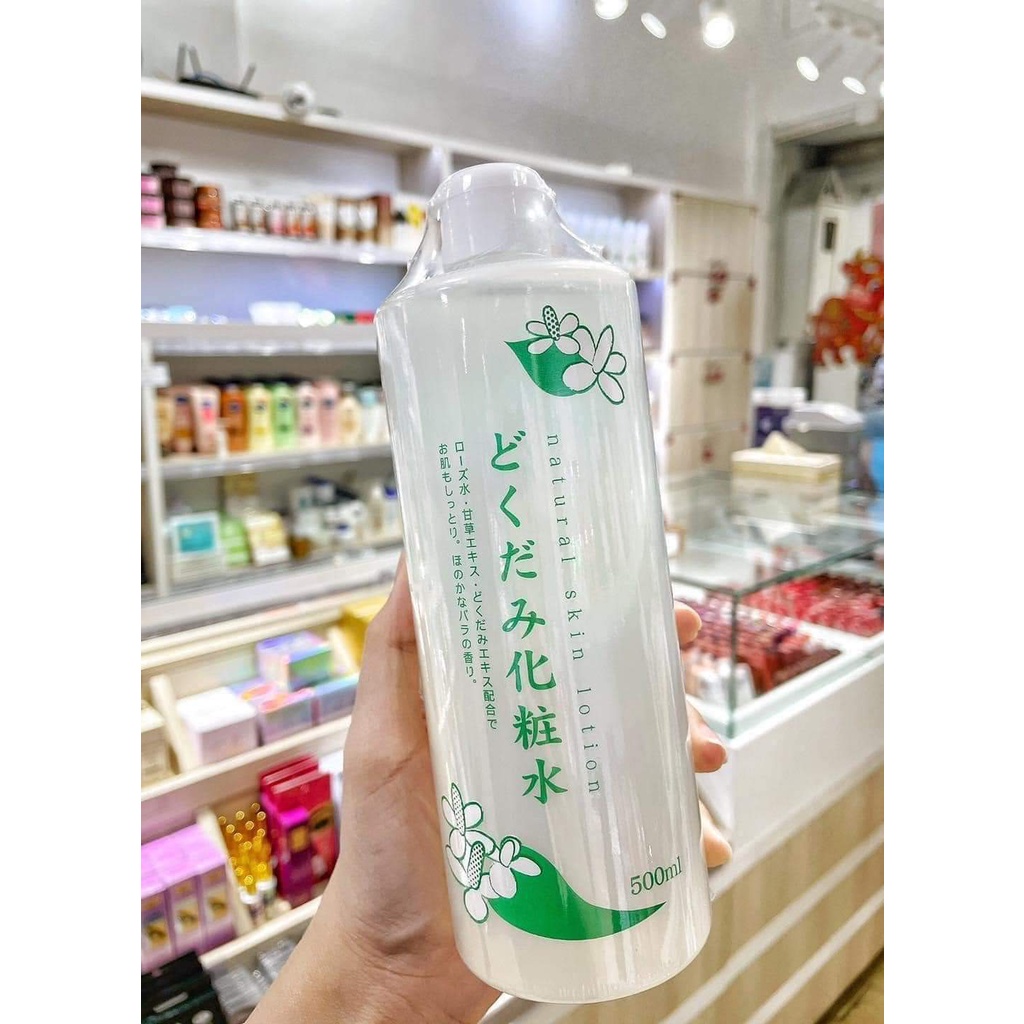 natural skin lotion
どくだみ化粧水
ローズ水・甘草エキス・どくだみエキス配合で
お肌もしっとり。ほのかなバラの香り。
500ml